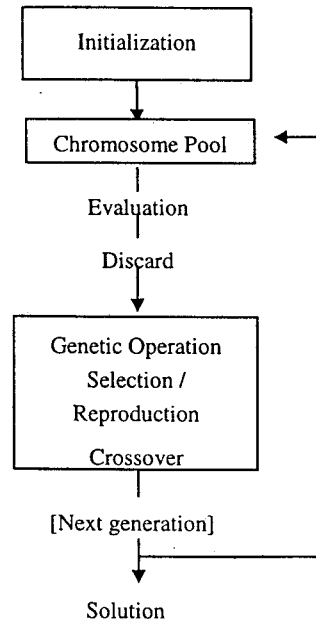 Initialization
Chromosome Pool
Evaluation
Discard
Genetic Operation
Selection /
Reproduction
Crossover
[Next generation]
Solution